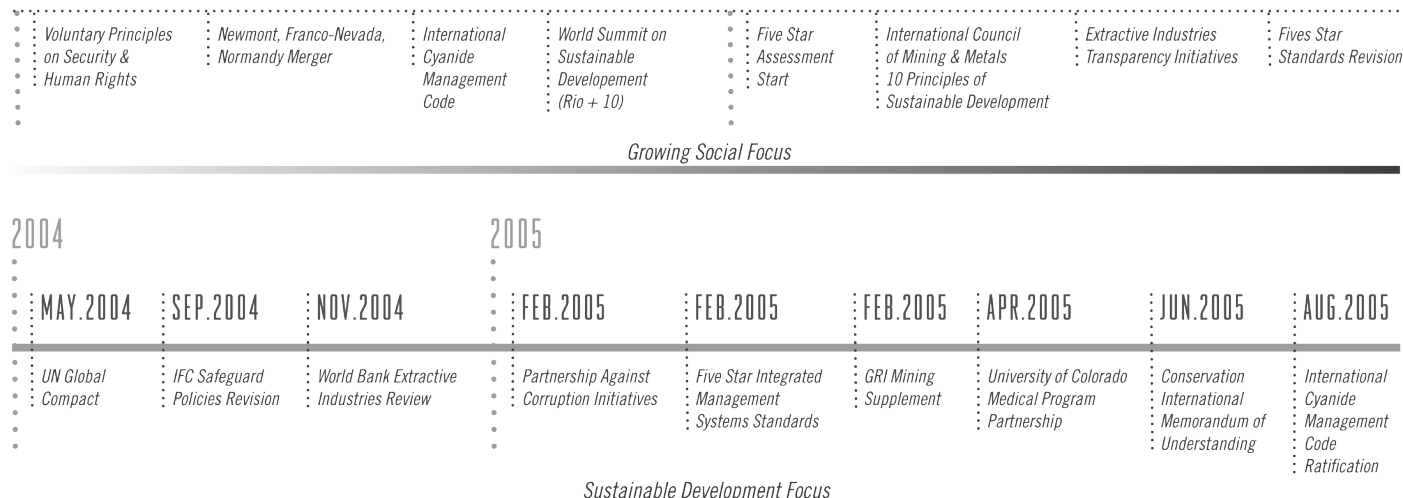 Voluntary Principles
on Security &
Human Rights
Newmont, Franco-Nevada,
Normandy Merger
International
Cyanide
Management
Code
World Summit on
Sustainable
Developement
(Rio + 10)
Five Star
Assessment
Start
International Council
of Mining & Metals
10 Principles of
Sustainable Development
Extractive Industries
Transparency Initiatives
Fives Star
Standards Revision
Growing Social Focus
2004
2005
MAY.2004
UN Global
Compact
SEP.2004
IFC Safeguard
Policies Revision
NOV.2004
World Bank Extractive
Industries Review
FEB.2005
Partnership Against
Corruption Initiatives
FEB.2005
Five Star Integrated
Management
Systems Standards
FEB.2005
GRI Mining
Supplement
APR.2005
University of Colorado
Medical Program
Partnership
JUN.2005
Conservation
International
Memorandum of
Understanding
AUG.2005
International
Cyanide
Management
Code
Ratification
Sustainable Development Focus